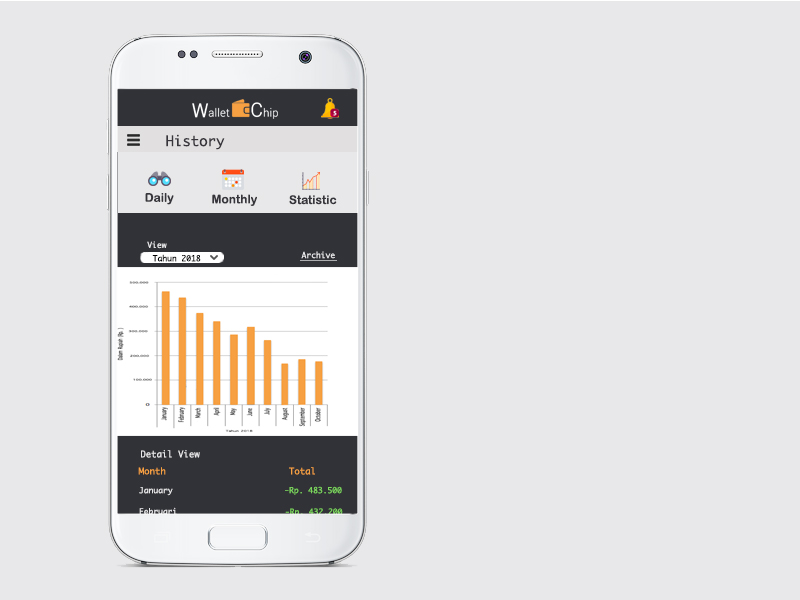 Wallet Chip
$
History
Daily
Monthly
Statistic
View
Tahun 2018
Archive
500.000
400.000
300.000
200.000
100.000
0
Dalam Rupiah (Rp. )
January
February
March
April
May
June
July
August
September
October
Tahun 2018
Detail View
Month Total
January -Rp. 483.500
Februari -Rp. 432.200